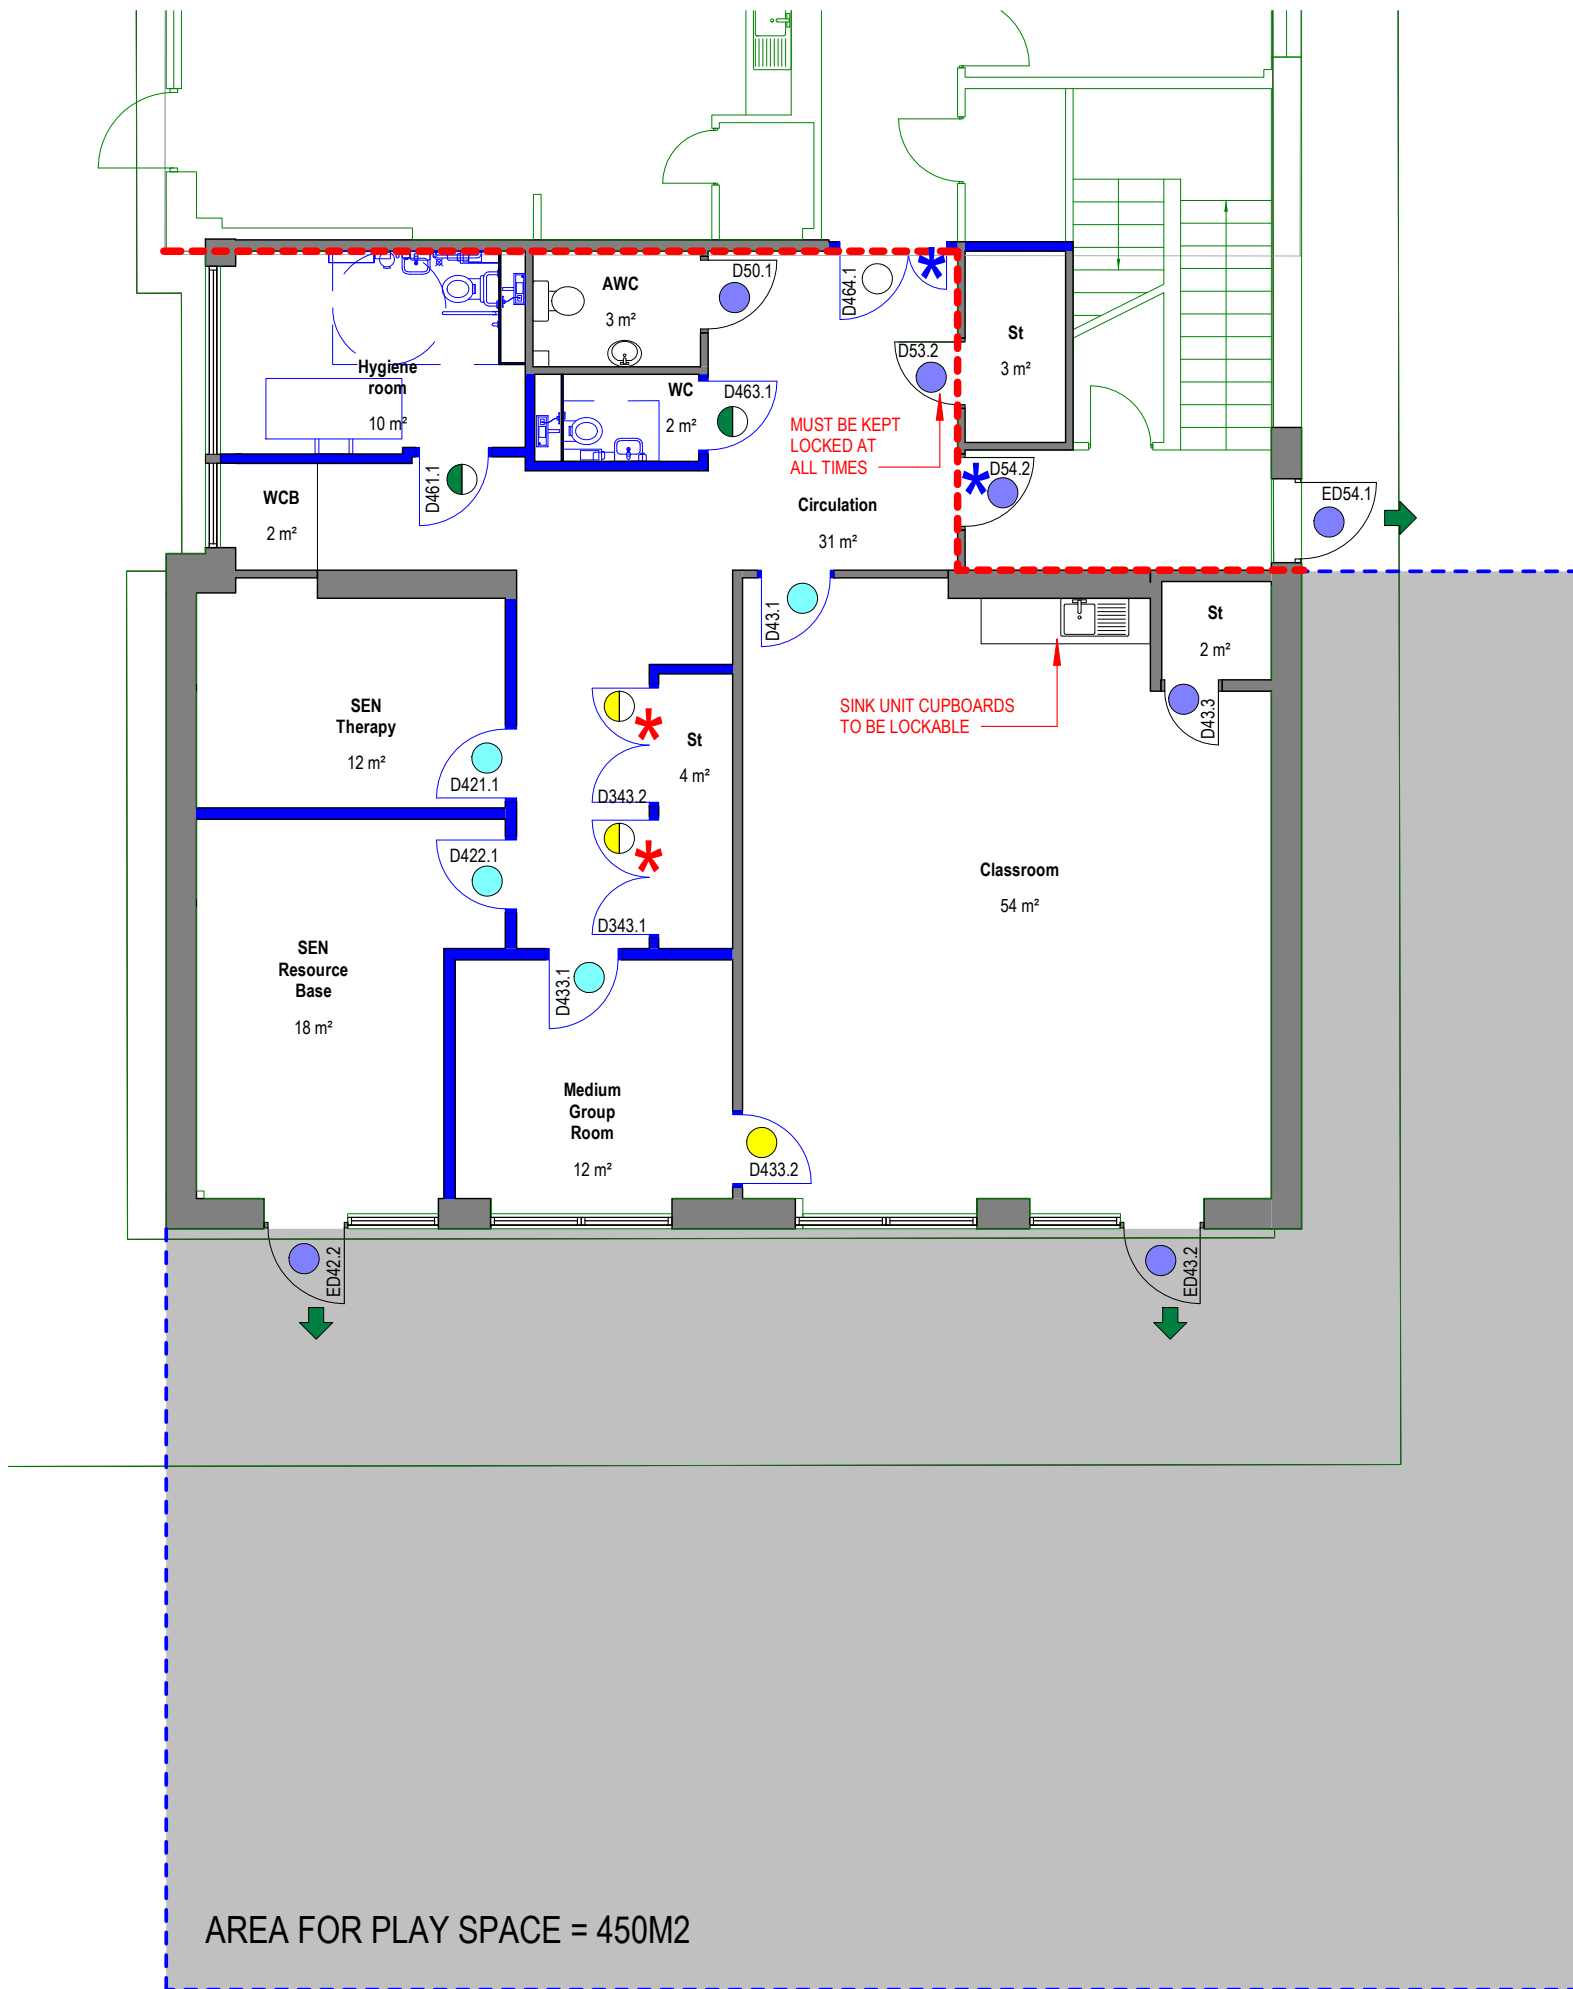 D50.1
D464.1
AWC
3 m²
St
3 m²
D53.2
Hygiene
room
10 m²
WC
2 m²
D463.1
MUST BE KEPT
LOCKED AT
ALL TIMES
D461.1
D54.2
ED54.1
WCB
2 m²
Circulation
31 m²
D43.1
St
2 m²
D43.3
SEN
Therapy
12 m²
D421.1
SINK UNIT CUPBOARDS
TO BE LOCKABLE
St
4 m²
D343.2
D422.1
Classroom
54 m²
D343.1
SEN
Resource
Base
18 m²
D433.1
Medium
Group
Room
12 m²
D433.2
ED42.2
ED43.2
AREA FOR PLAY SPACE = 450M2